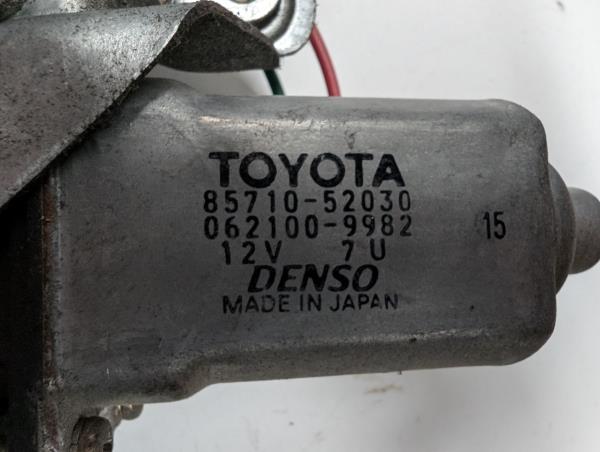 TOYOTA
85710-52030
062100-9982 15
12V 7U
DENSO
MADE IN JAPAN